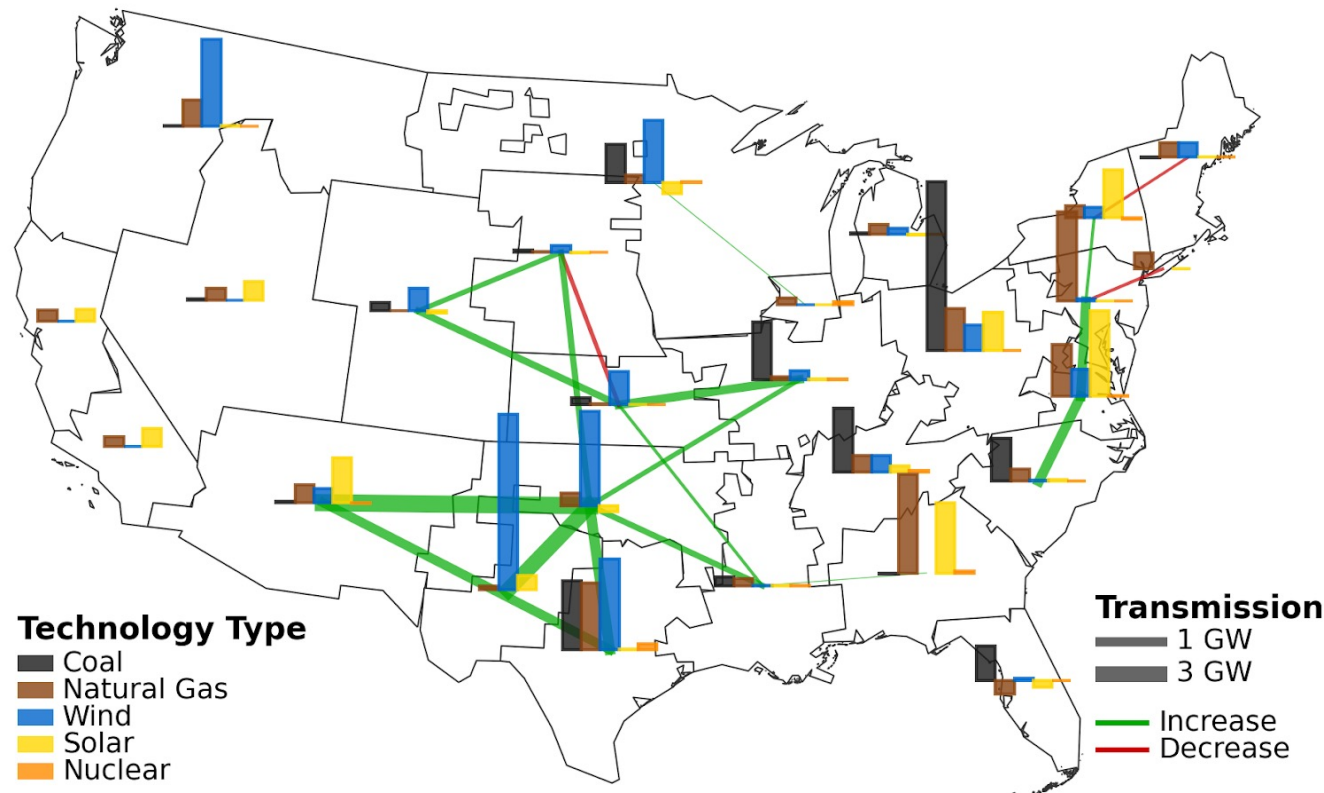 Technology Type
Coal
Natural Gas
Wind
Solar
Nuclear
Transmission
1 GW
3 GW
Increase
Decrease